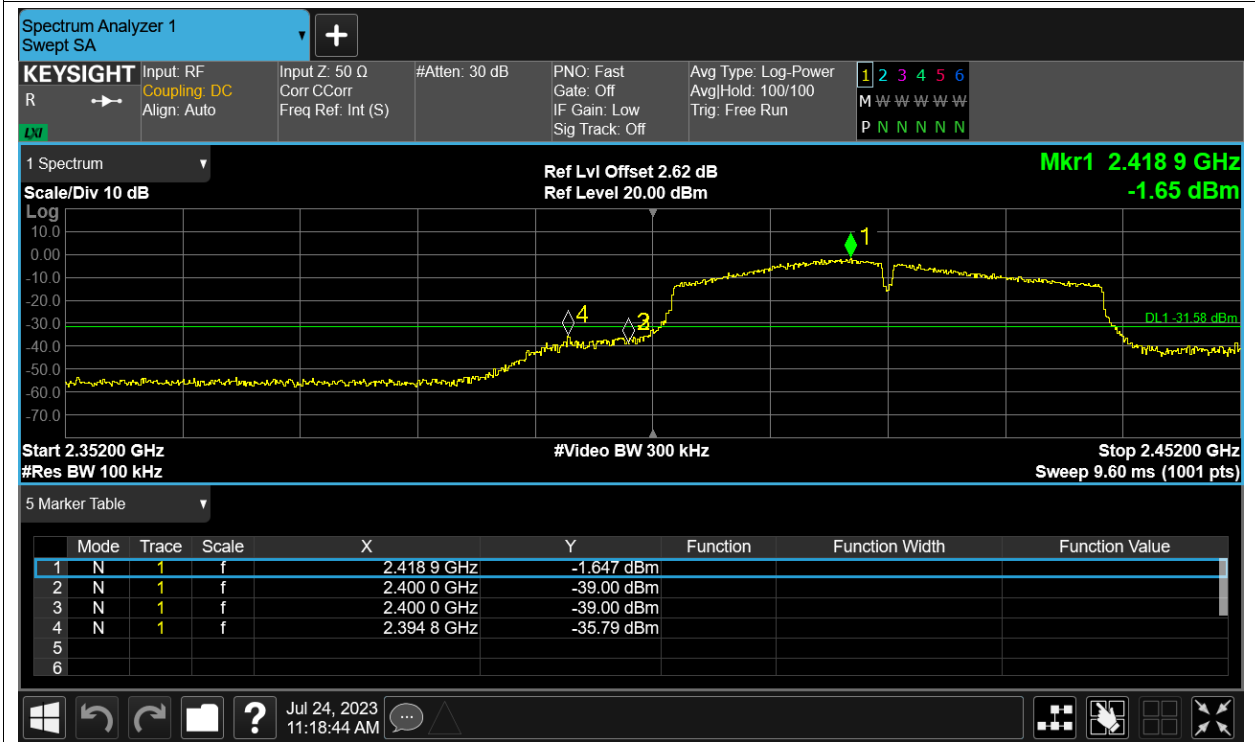 Spectrum Analyzer 1
Swept SA
KEYSIGHT Input: RF Input Z: 50 Ω #Atten: 30 dB PNO: Fast Avg Type: Log-Power 1 2 3 4 5 6
R Coupling: DC Corr CCorr Gate: Off Avg|Hold: 100/100 M W W W W W
Align: Auto Freq Ref: Int (S) IF Gain: Low Trig: Free Run
LXI Sig Track: Off P N N N N N
1 Spectrum Ref Lvl Offset 2.62 dB Mkr1 2.418 9 GHz
Scale/Div 10 dB Ref Level 20.00 dBm -1.65 dBm
Log
10.0
1
0.00
-10.0
-20.0
4
-30.0
DL1 -31.58 dBm
-40.0
-50.0
-60.0
-70.0
Start 2.35200 GHz #Video BW 300 kHz Stop 2.45200 GHz
#Res BW 100 kHz Sweep 9.60 ms (1001 pts)
5 Marker Table
Mode Trace Scale X Y Function Function Width Function Value
1 N 1 f 2.418 9 GHz -1.647 dBm
2 N 1 f 2.400 0 GHz -39.00 dBm
3 N 1 f 2.400 0 GHz -39.00 dBm
4 N 1 f 2.394 8 GHz -35.79 dBm
5
6
? Jul 24, 2023
11:18:44 AM